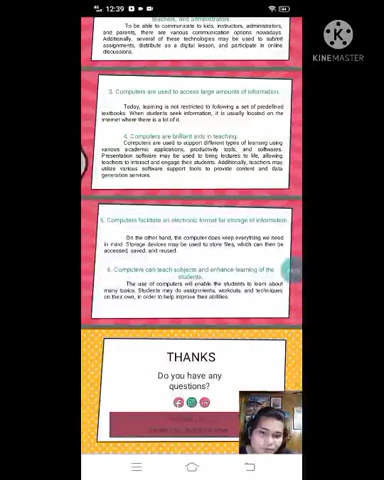 12:39
KINEMASTER
teachers, and administrators.
To be able to communicate to kids, instructors, administrators,
and parents, there are various communication options nowadays.
Additionally, several of these technologies may be used to submit
assignments, distribute as a digital lesson, and participate in online
discussions.
3. Computers are used to access large amounts of information.
Today, learning is not restricted to following a set of predefined
textbooks. When students seek information, it is usually located on the
internet where there is a lot of it.
4. Computers are brilliant aids in teaching.
Computers are used to support different types of learning using
various academic applications, productivity tools, and softwares.
Presentation software may be used to bring lectures to life, allowing
teachers to interact and engage their students. Additionally, teachers may
utilize various software support tools to provide content and data
generation services.
5. Computers facilitate an electronic format for storage of information
On the other hand, the computer does keep everything we need
in mind. Storage devices may be used to store files, which can then be
accessed, saved, and reused.
6. Computers can teach subjects and enhance learning of the
students.
The use of computers will enable the students to learn about
many topics. Students may do assignments, workouts, and techniques
on their own, in order to help improve their abilities.
THANKS
Do you have any
questions?